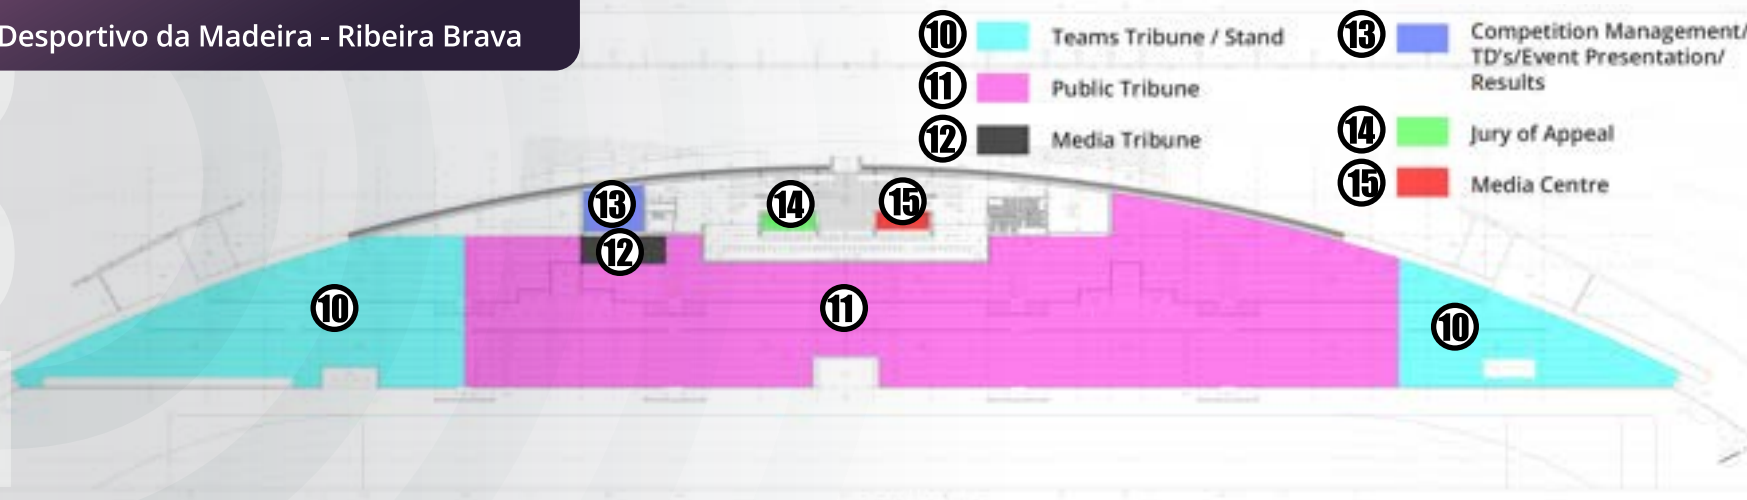 Desportivo da Madeira - Ribeira Brava
10 Teams Tribune / Stand
11 Public Tribune
12 Media Tribune
13 Competition Management/
TD's/Event Presentation/
Results
14 Jury of Appeal
15 Media Centre
13
14
15
12
10
11
10